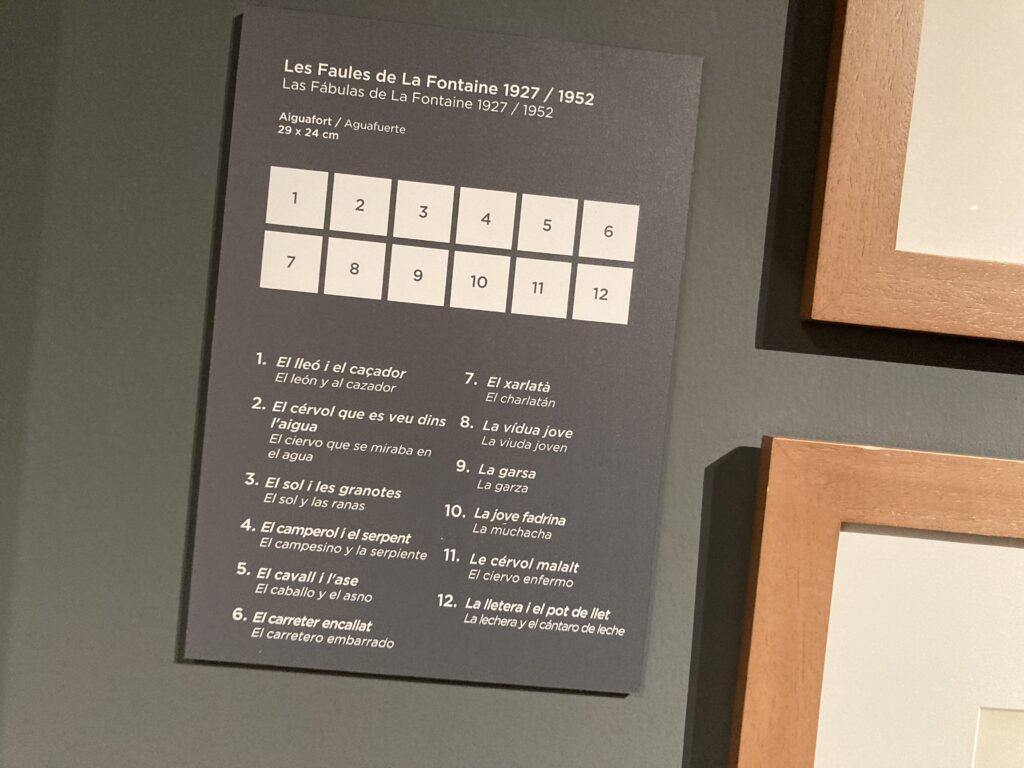 Les Faules de La Fontaine 1927 / 1952
Las Fábulas de La Fontaine 1927 / 1952
Aiguafort / Aguafuerte
29 x 24 cm
1 2 3 4 5 6
7 8 9 10 11 12
1. El lleó i el caçador
El león y al cazador
2. El cérvol que es veu dins
l'aigua
El ciervo que se miraba en
el agua
3. El sol i les granotes
El sol y las ranas
4. El camperol i el serpent
El campesino y la serpiente
5. El cavall i l'ase
El caballo y el asno
6. El carreter encallat
El carretero embarrado
7. El xarlatà
El charlatán
8. La vídua jove
La viuda joven
9. La garsa
La garza
10. La jove fadrina
La muchacha
11. Le cérvol malalt
El ciervo enfermo
12. La lletera i el pot de llet
La lechera y el cántaro de leche